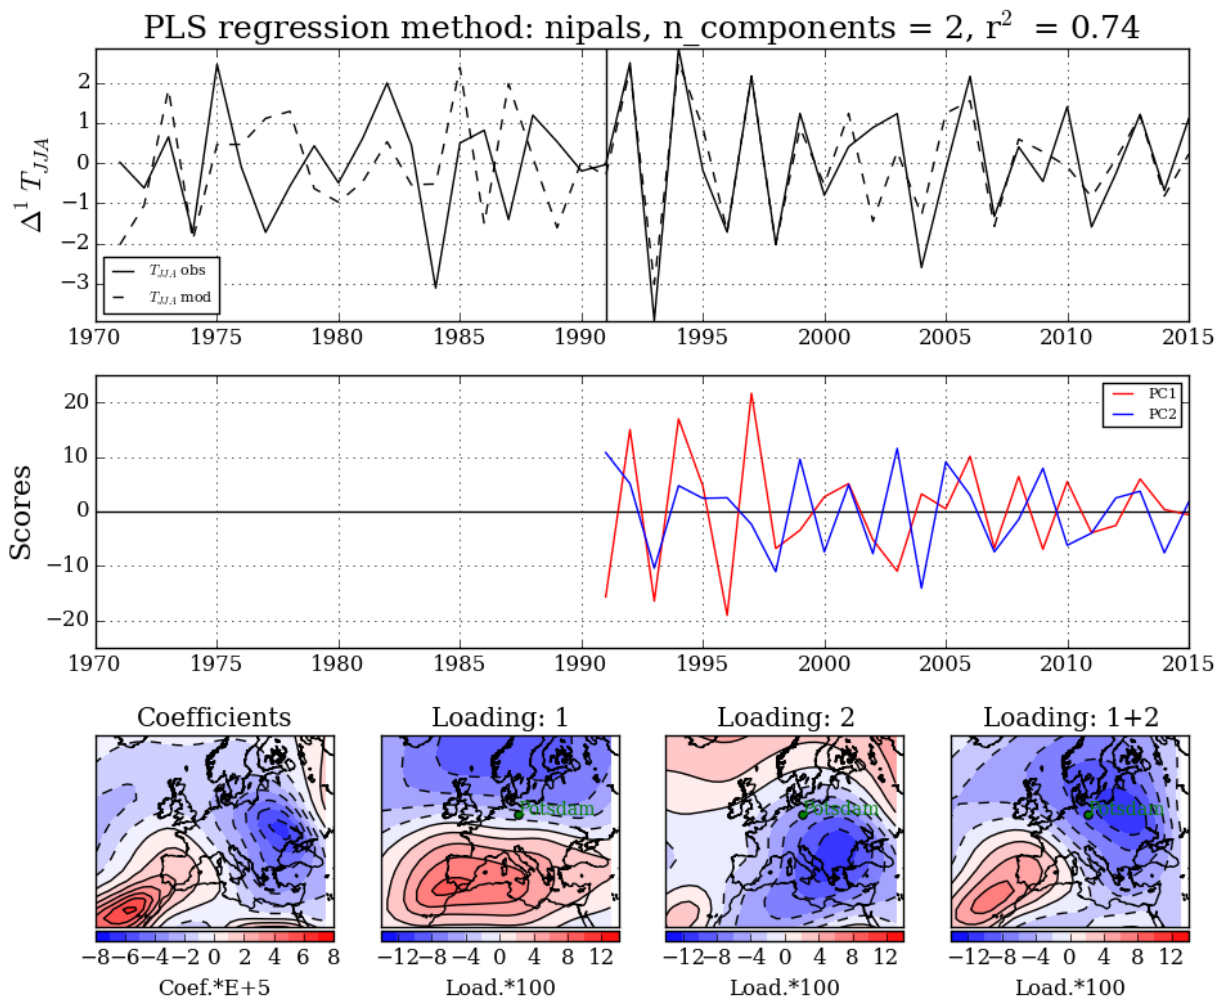 PLS regression method: nipals, n_components = 2, r² = 0.74
Δ¹ T_JJA
2
1
0
−1
−2
−3
T_JJA obs
T_JJA mod
1970 1975 1980 1985 1990 1995 2000 2005 2010 2015
Scores
20
10
0
−10
−20
PC1
PC2
1970 1975 1980 1985 1990 1995 2000 2005 2010 2015
Coefficients Loading: 1 Loading: 2 Loading: 1+2
Potsdam Potsdam Potsdam
−8 −6 −4 −2 0 2 4 6 8 −12 −8 −4 0 4 8 12 −12 −8 −4 0 4 8 12 −12 −8 −4 0 4 8 12
Coef.*E+5 Load.*100 Load.*100 Load.*100